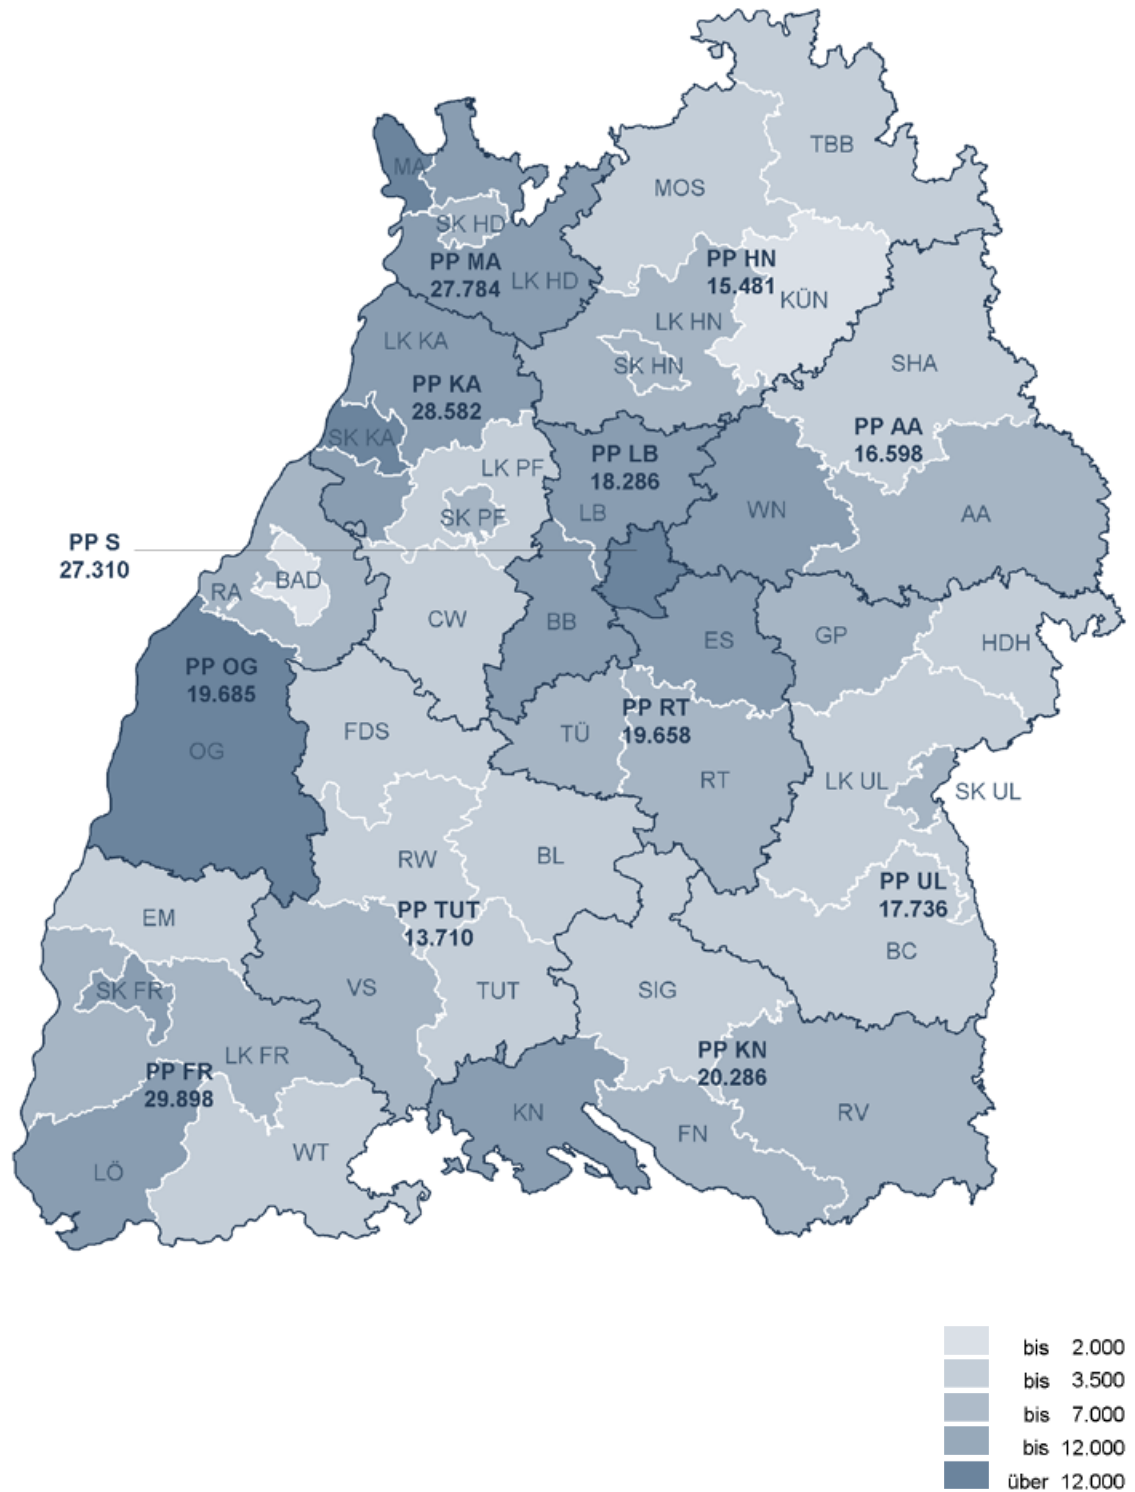 TBB
MA
MOS
SK HD
PP MA
27.784
LK HD
PP HN
15.481
KÜN
LK HN
LK KA
SK HN
SHA
PP KA
28.582
SK KA
PP AA
16.598
PP LB
18.286
LK PF
SK PF
LB
WN
AA
PP S
27.310
BAD
RA
CW
BB
ES
GP
HDH
PP OG
19.685
OG
FDS
TÜ
PP RT
19.658
RT
LK UL
SK UL
RW
BL
PP UL
17.736
EM
PP TUT
13.710
BC
SK FR
VS
TUT
SIG
LK FR
PP FR
29.898
PP KN
20.286
KN
FN
RV
WT
LÖ
bis 2.000
bis 3.500
bis 7.000
bis 12.000
über 12.000